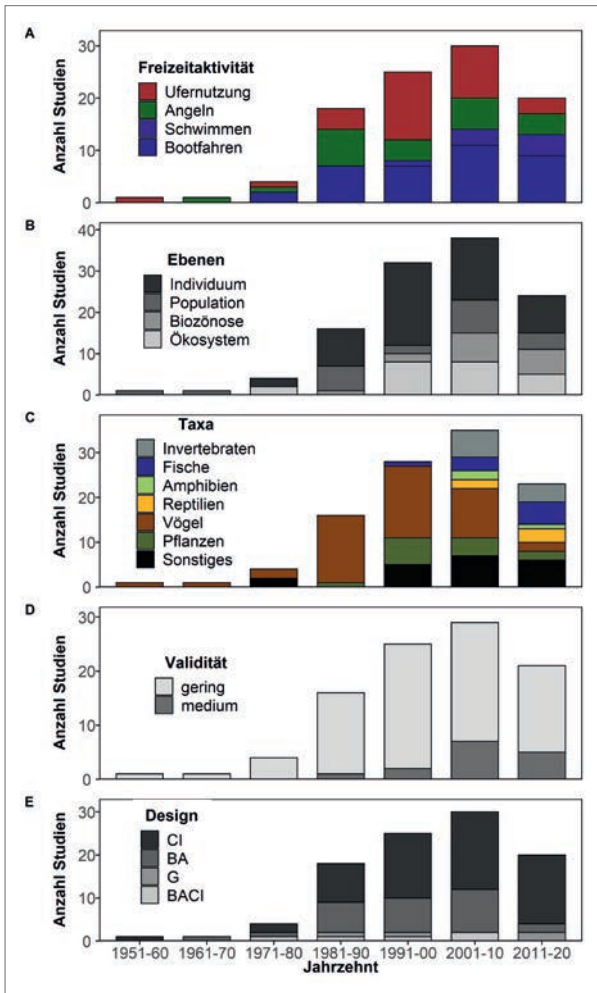 A
Anzahl Studien
30
20
10
0
Freizeitaktivität
Ufernutzung
Angeln
Schwimmen
Bootfahren
B
Anzahl Studien
40
30
20
10
0
Ebenen
Individuum
Population
Biozönose
Ökosystem
C
Anzahl Studien
30
20
10
0
Taxa
Invertebraten
Fische
Amphibien
Reptilien
Vögel
Pflanzen
Sonstiges
D
Anzahl Studien
30
20
10
0
Validität
gering
medium
E
Anzahl Studien
30
20
10
0
Design
CI
BA
G
BACI
1951-60 1961-70 1971-80 1981-90 1991-00 2001-10 2011-20
Jahrzehnt